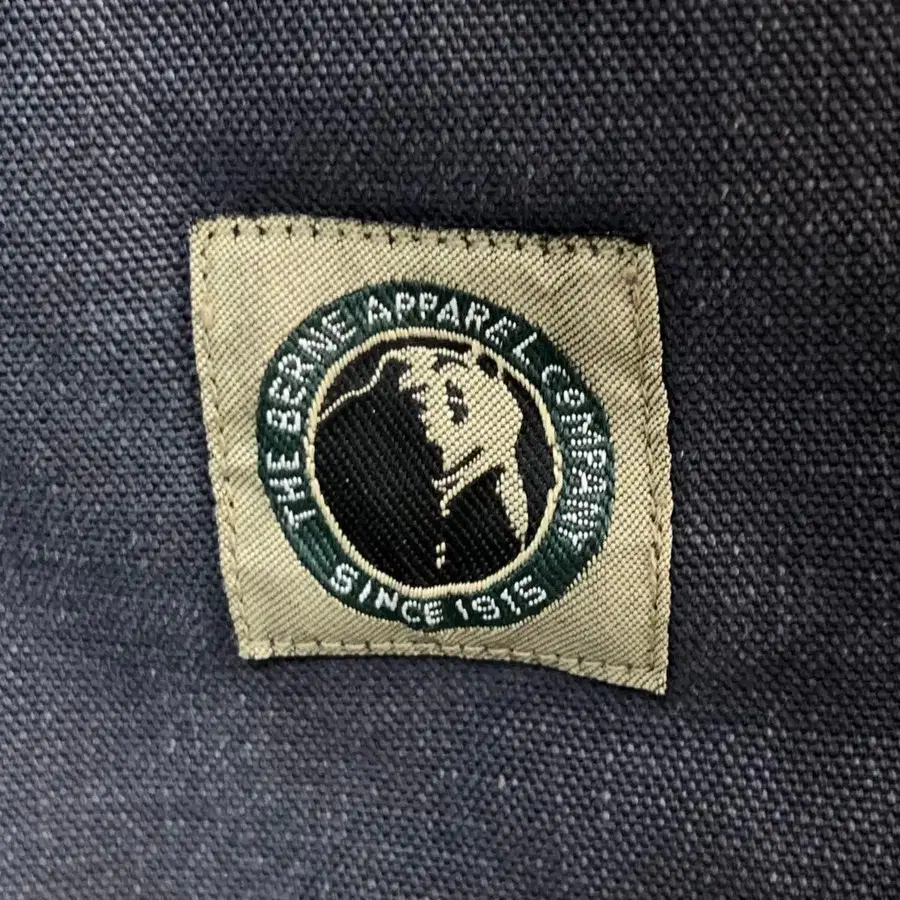 THE BERNE APPAREL COMPANY
SINCE 1915